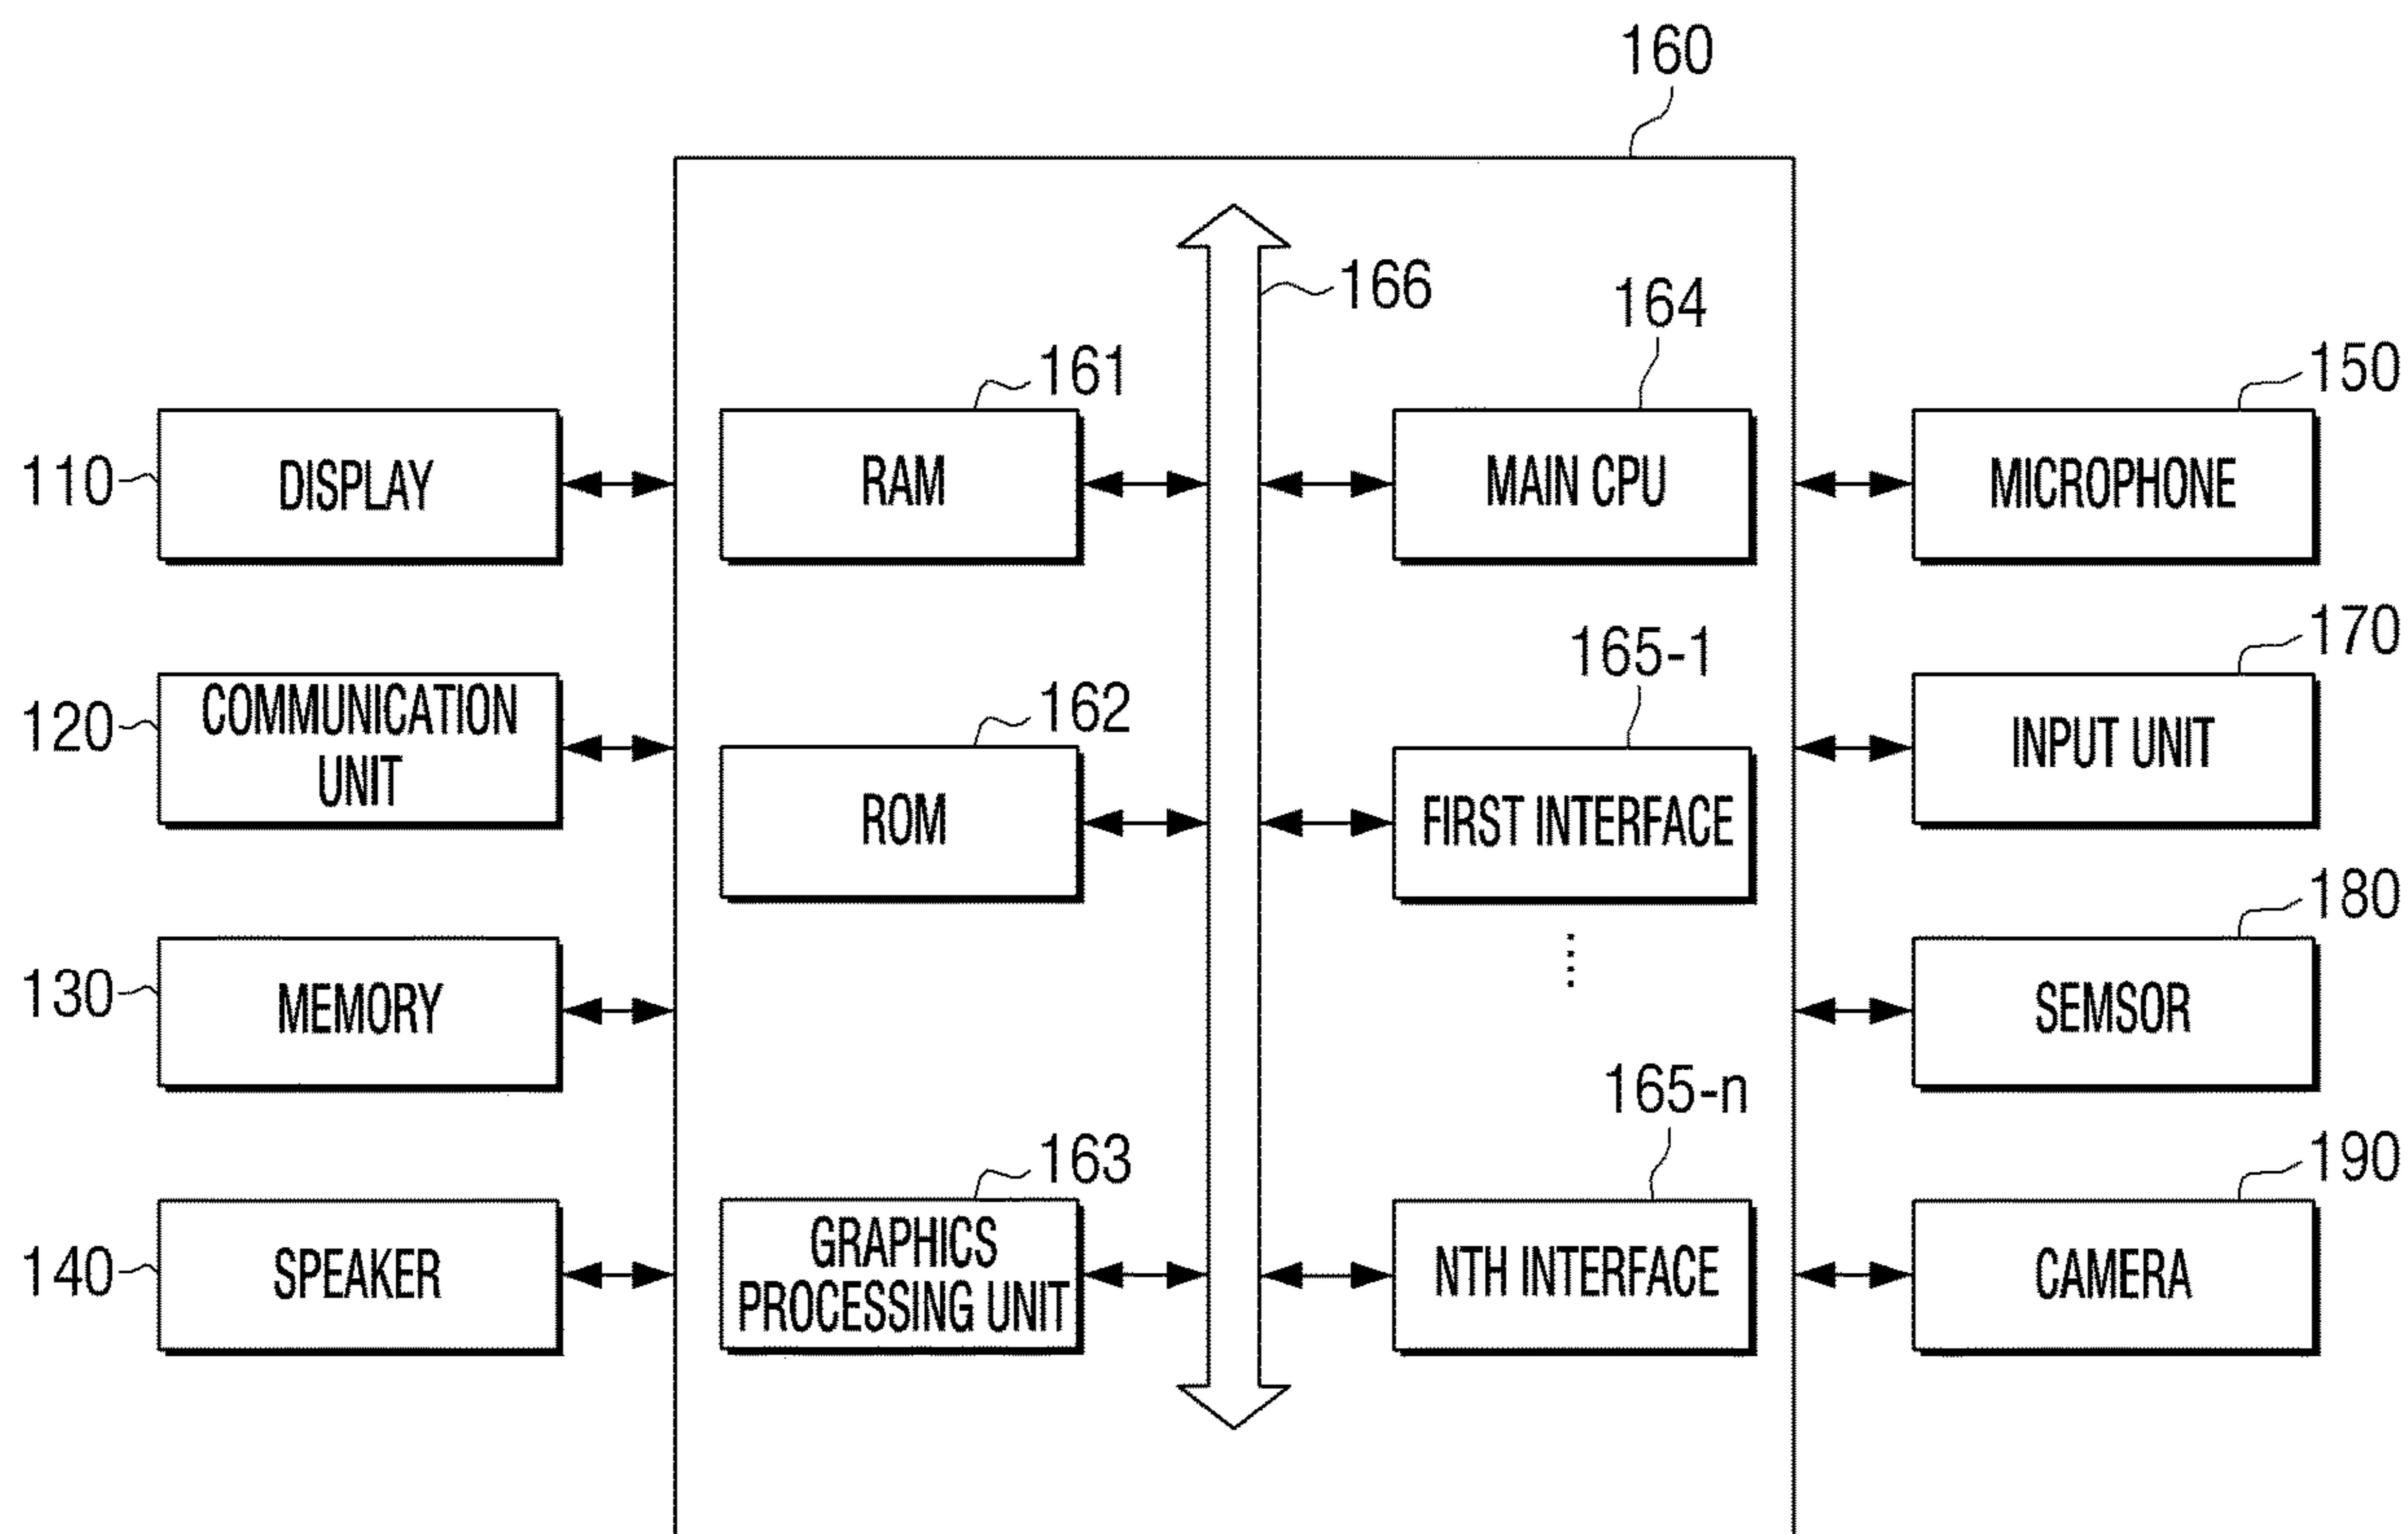 160
166
164
161
150
110
DISPLAY
RAM
MAIN CPU
MICROPHONE
170
165-1
162
120
COMMUNICATION
UNIT
ROM
FIRST INTERFACE
INPUT UNIT
180
130
MEMORY
SEMSOR
165-n
163
190
140
SPEAKER
GRAPHICS
PROCESSING UNIT
NTH INTERFACE
CAMERA